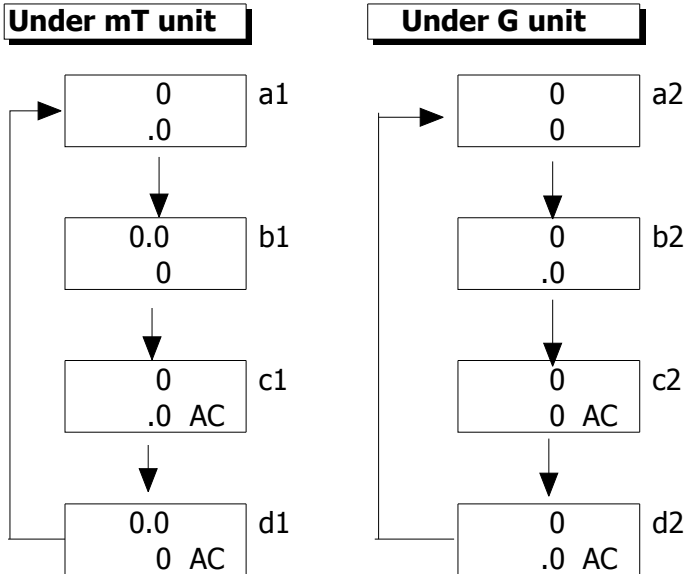 Under mT unit
0 a1
.0
0.0 b1
0
0 c1
.0 AC
0.0 d1
0 AC
Under G unit
0 a2
0
0 b2
.0
0 c2
0 AC
0 d2
.0 AC